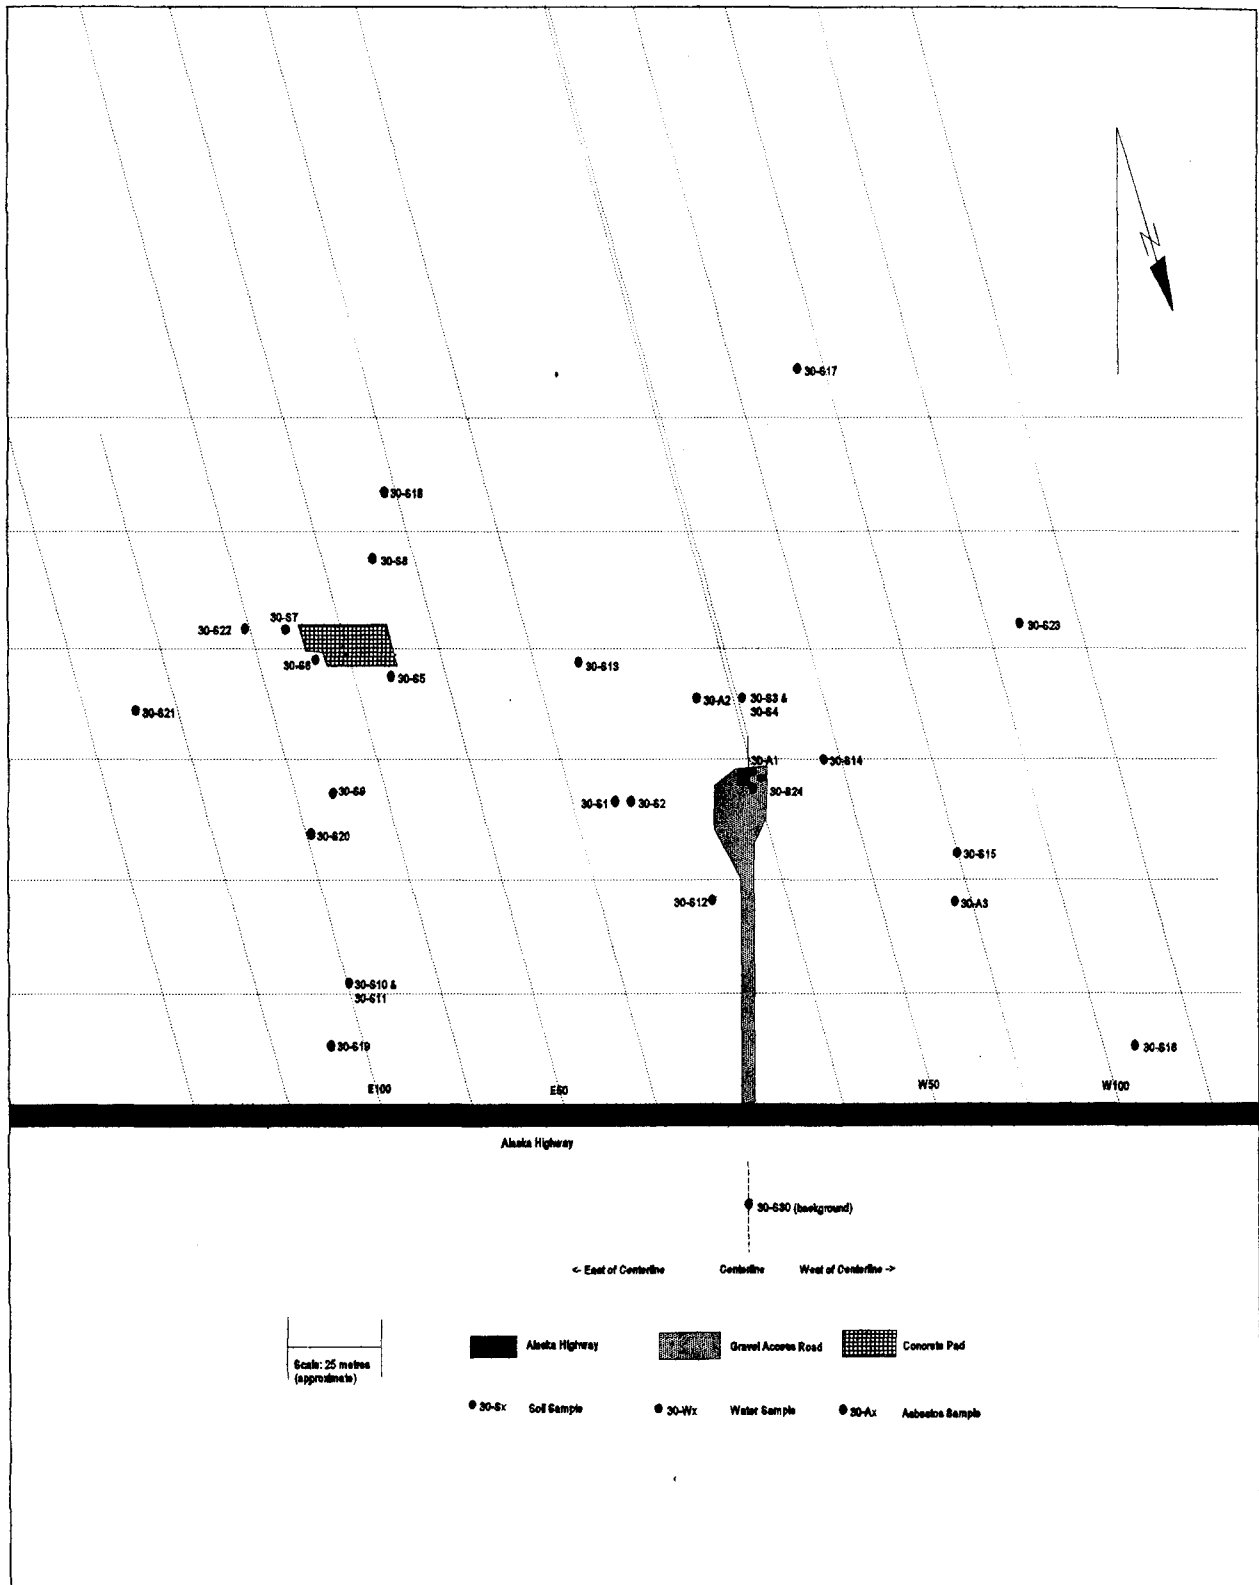 30-S17
30-S18
30-S8
30-S7
30-S22
30-S23
30-S6
30-S13
30-S5
30-A2
30-S3 &
30-S4
30-S21
30-A1
30-S14
30-S9
30-S24
30-S1
30-S2
30-S20
30-S15
30-S12
30-A3
30-S10 &
30-S11
30-S19
30-S16
E100
E50
W50
W100
Alaska Highway
30-S30 (background)
<- East of Centerline
Centerline
West of Centerline ->
Scale: 25 metres
(approximate)
Alaska Highway
Gravel Access Road
Concrete Pad
30-Sx Soil Sample
30-Wx Water Sample
30-Ax Asbestos Sample